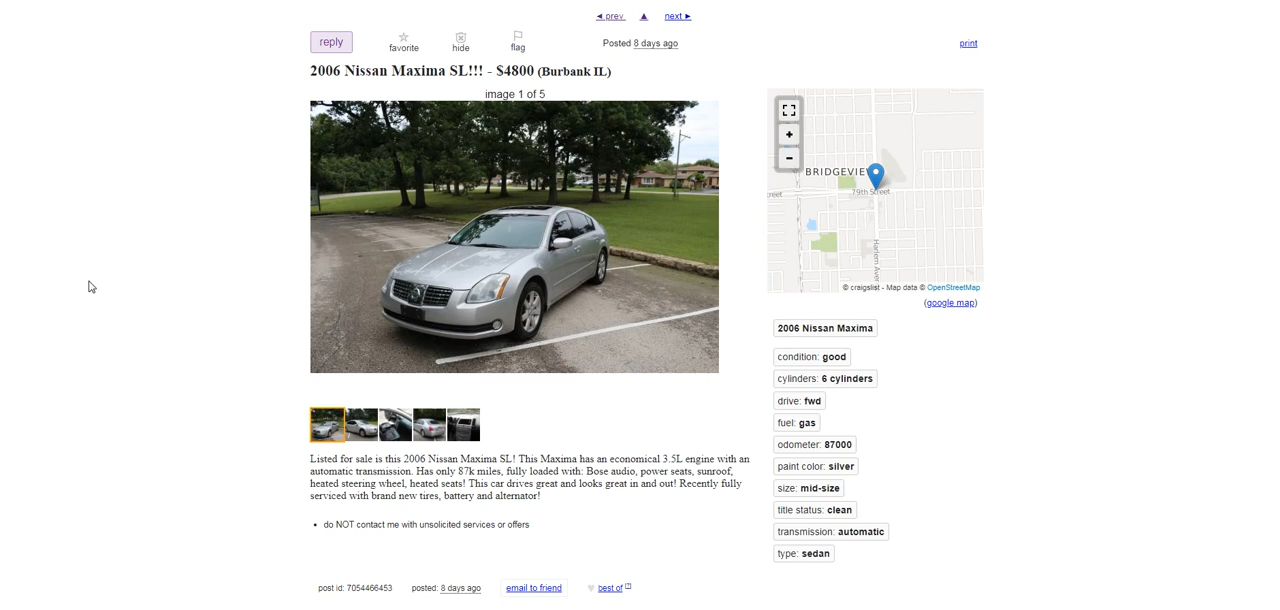 ◄ prev ▲ next ►
reply
favorite
hide
flag
Posted 8 days ago
print
2006 Nissan Maxima SL!!! - $4800 (Burbank IL)
image 1 of 5
+
−
BRIDGEVIE
79th Street
Harlem Ave
© craigslist - Map data © OpenStreetMap
(google map)
2006 Nissan Maxima
condition: good
cylinders: 6 cylinders
drive: fwd
fuel: gas
odometer: 87000
paint color: silver
size: mid-size
title status: clean
transmission: automatic
type: sedan
Listed for sale is this 2006 Nissan Maxima SL! This Maxima has an economical 3.5L engine with an
automatic transmission. Has only 87k miles, fully loaded with: Bose audio, power seats, sunroof,
heated steering wheel, heated seats! This car drives great and looks great in and out! Recently fully
serviced with brand new tires, battery and alternator!
• do NOT contact me with unsolicited services or offers
post id: 7054466453 posted: 8 days ago email to friend ♥ best of [?]